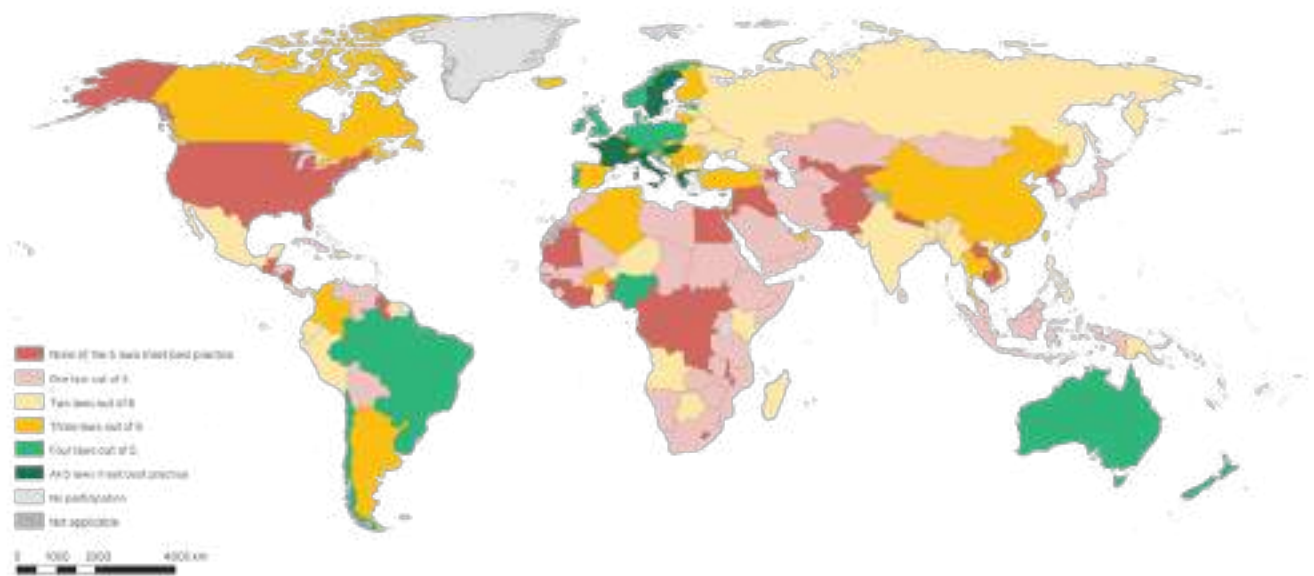 None of the 5 laws meet best practice
One law out of 5
Two laws out of 5
Three laws out of 5
Four laws out of 5
All 5 laws meet best practice
No participation
Not applicable
0 1000 2000 4000 km